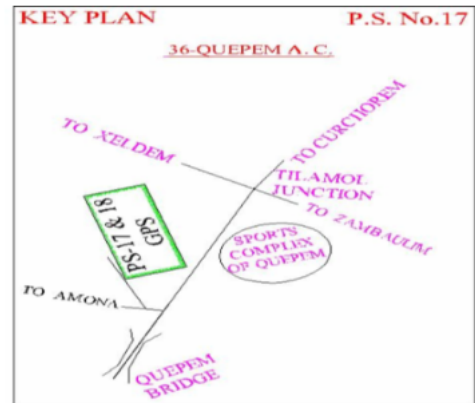 KEY PLAN P.S. No.17
36-QUEPEM A. C.
TO CURCHOREM
TO XELDEM
TILAMOL
JUNCTION
TO ZAMBAULIM
PS-17 & 18
GPS
SPORTS
COMPLEX
OF QUEPEM
TO AMONA
QUEPEM
BRIDGE